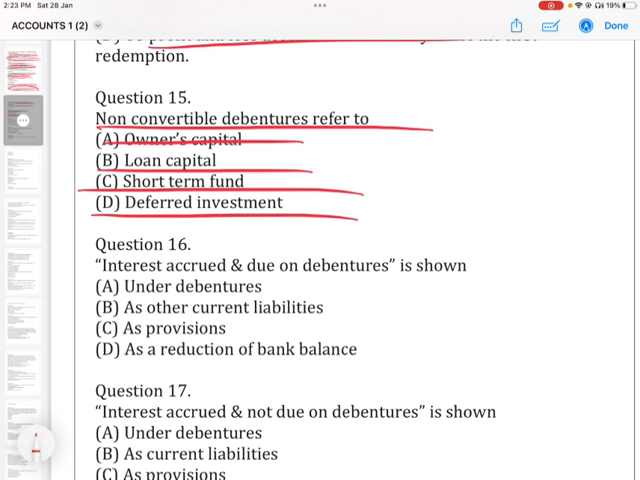 2:23 PM Sat 28 Jan
19%
ACCOUNTS 1 (2)
Done
redemption.
Question 15.
Non convertible debentures refer to
(A) Owner's capital
(B) Loan capital
(C) Short term fund
(D) Deferred investment
Question 16.
“Interest accrued & due on debentures” is shown
(A) Under debentures
(B) As other current liabilities
(C) As provisions
(D) As a reduction of bank balance
Question 17.
“Interest accrued & not due on debentures” is shown
(A) Under debentures
(B) As current liabilities
(C) As provisions